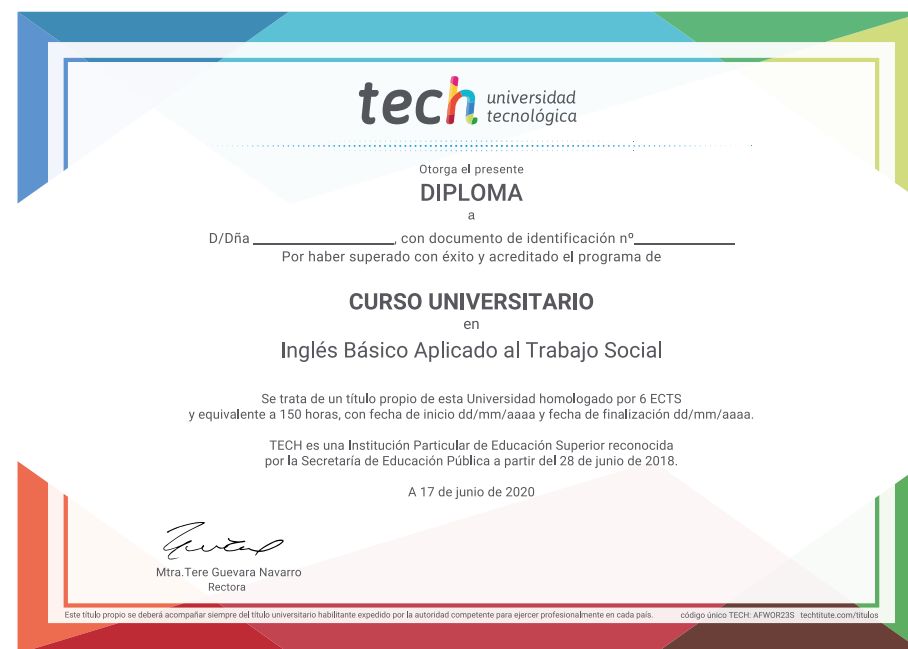 tech universidad
tecnológica
Otorga el presente
DIPLOMA
a
D/Dña ____________________, con documento de identificación nº______________
Por haber superado con éxito y acreditado el programa de
CURSO UNIVERSITARIO
en
Inglés Básico Aplicado al Trabajo Social
Se trata de un título propio de esta Universidad homologado por 6 ECTS
y equivalente a 150 horas, con fecha de inicio dd/mm/aaaa y fecha de finalización dd/mm/aaaa.
TECH es una Institución Particular de Educación Superior reconocida
por la Secretaría de Educación Pública a partir del 28 de junio de 2018.
A 17 de junio de 2020
Mtra.Tere Guevara Navarro
Rectora
Este título propio se deberá acompañar siempre del título universitario habilitante expedido por la autoridad competente para ejercer profesionalmente en cada país. código único TECH: AFWOR23S techtitute.com/titulos